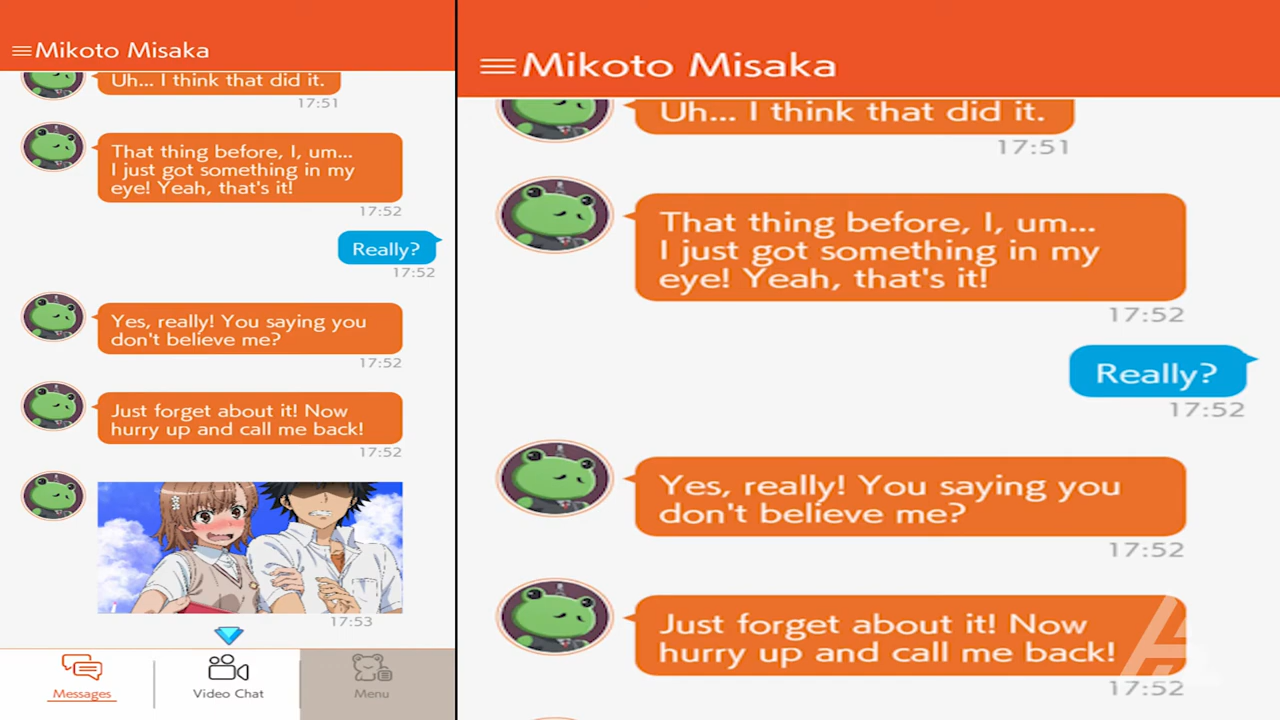 Mikoto Misaka
Uh... I think that did it.
17:51
That thing before, I, um...
I just got something in my
eye! Yeah, that's it!
17:52
Really?
17:52
Yes, really! You saying you
don't believe me?
17:52
Just forget about it! Now
hurry up and call me back!
17:52
17:53
Messages
Video Chat
Menu
Mikoto Misaka
Uh... I think that did it.
17:51
That thing before, I, um...
I just got something in my
eye! Yeah, that's it!
17:52
Really?
17:52
Yes, really! You saying you
don't believe me?
17:52
Just forget about it! Now
hurry up and call me back!
17:52